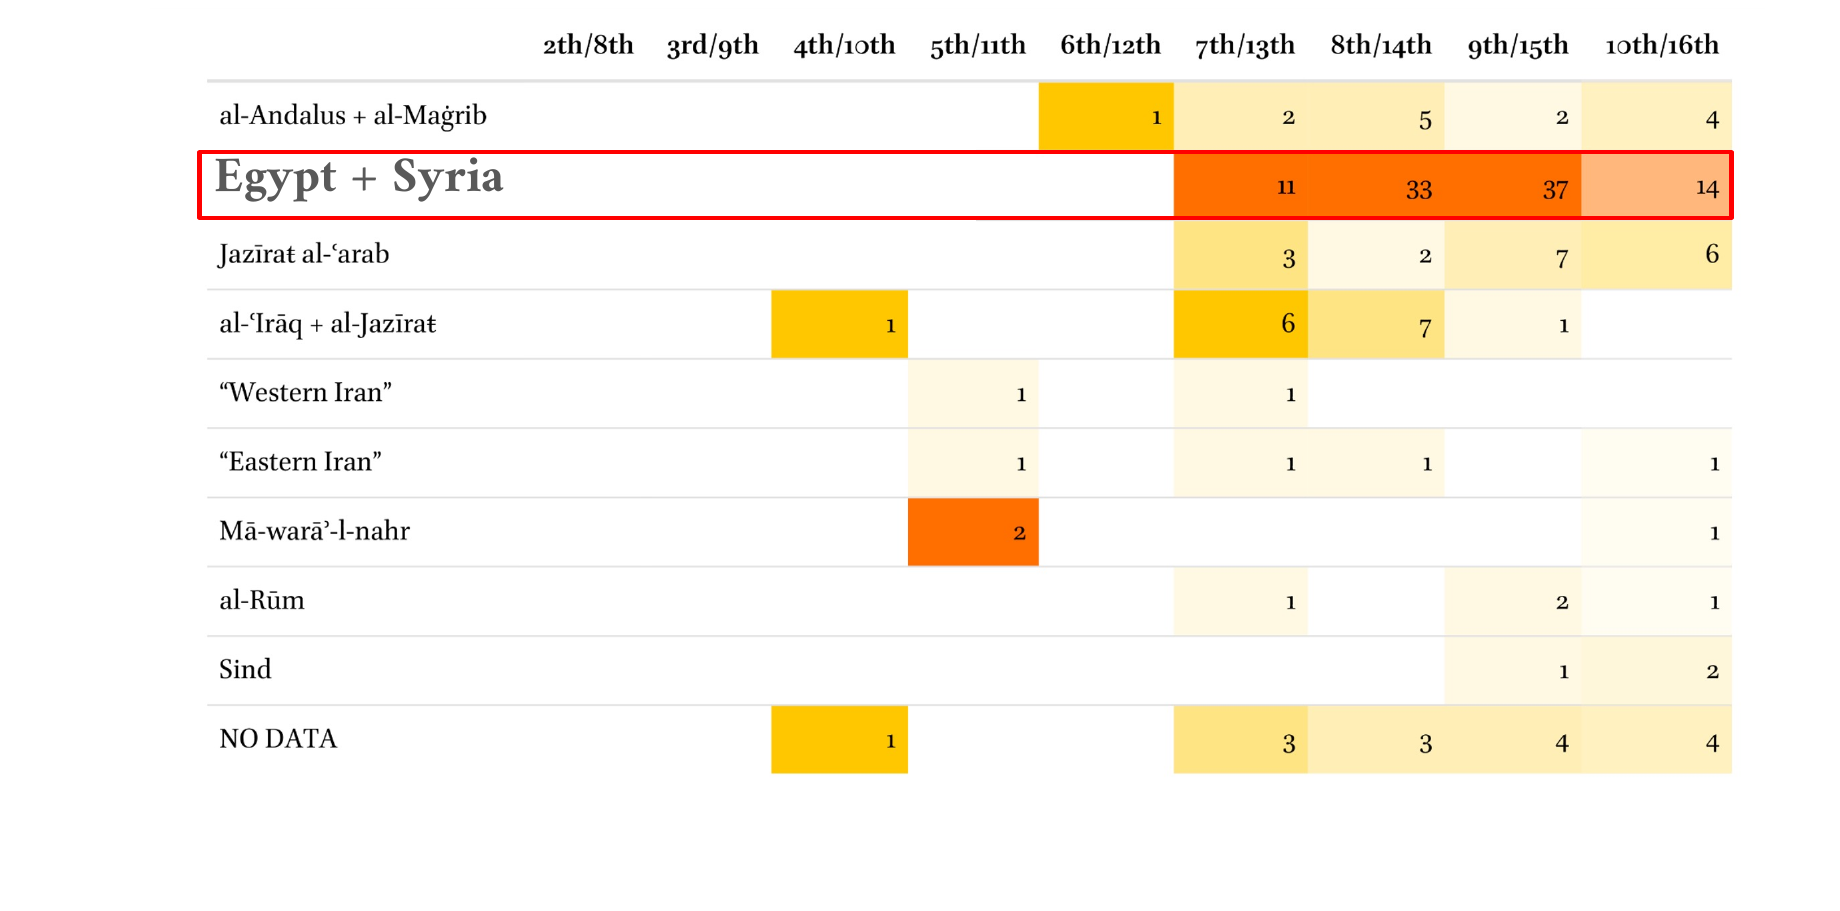 2th/8th 3rd/9th 4th/10th 5th/11th 6th/12th 7th/13th 8th/14th 9th/15th 10th/16th
al-Andalus + al-Maġrib 1 2 5 2 4
Egypt + Syria 11 33 37 14
Jazīraŧ al-ʿarab 3 2 7 6
al-ʿIrāq + al-Jazīraŧ 1 6 7 1
“Western Iran” 1 1
“Eastern Iran” 1 1 1 1
Mā-warāʾ-l-nahr 2 1
al-Rūm 1 2 1
Sind 1 2
NO DATA 1 3 3 4 4